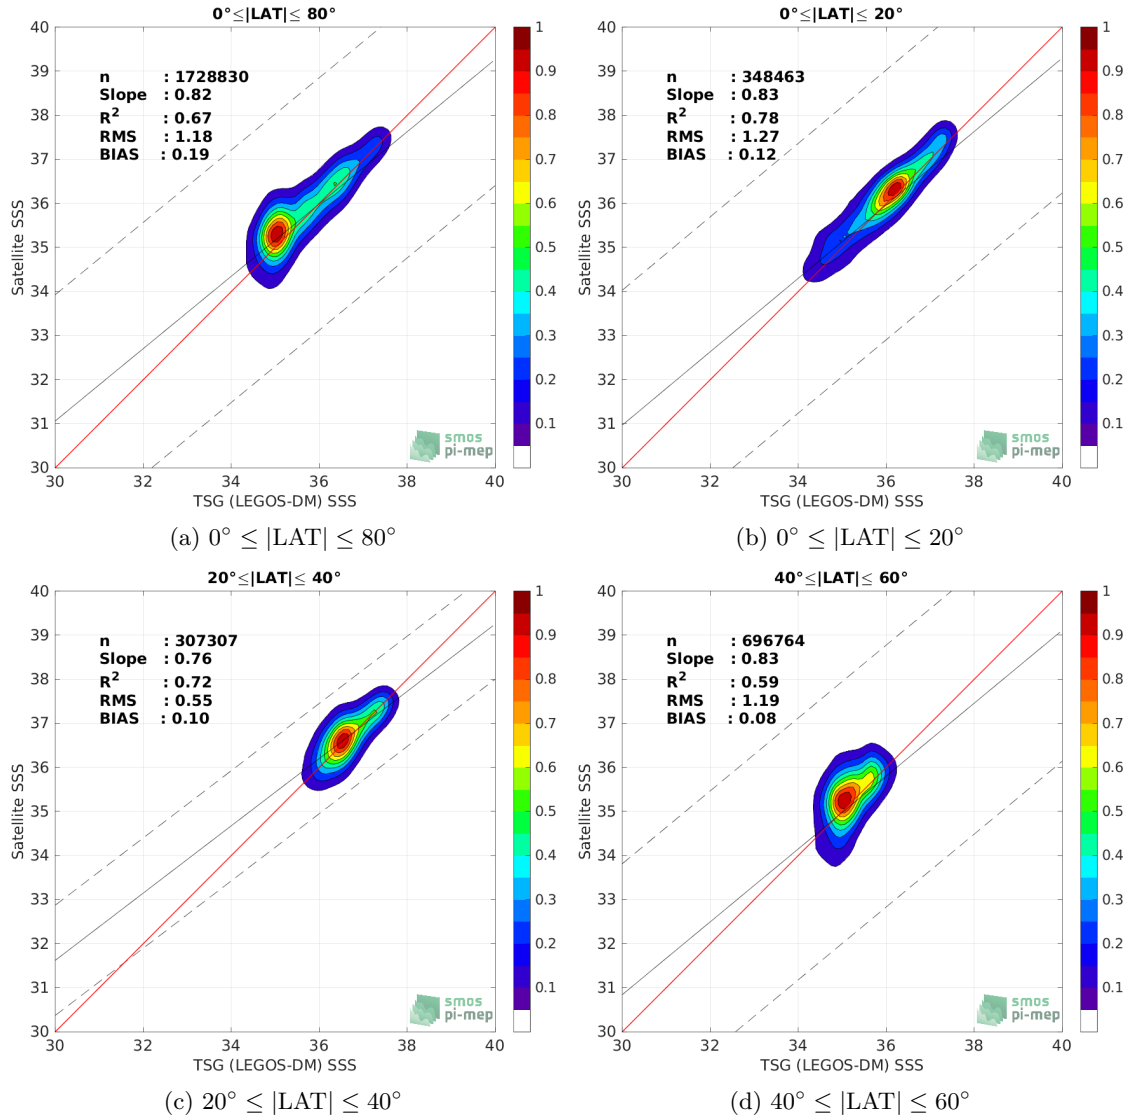 0°≤|LAT|≤ 80°
n : 1728830
Slope : 0.82
R² : 0.67
RMS : 1.18
BIAS : 0.19
40
39
38
37
36
35
34
33
32
31
30
Satellite SSS
30 32 34 36 38 40
TSG (LEGOS-DM) SSS
1
0.9
0.8
0.7
0.6
0.5
0.4
0.3
0.2
0.1
smos
pi-mep
(a) 0° ≤ |LAT| ≤ 80°
0°≤|LAT|≤ 20°
n : 348463
Slope : 0.83
R² : 0.78
RMS : 1.27
BIAS : 0.12
40
39
38
37
36
35
34
33
32
31
30
Satellite SSS
30 32 34 36 38 40
TSG (LEGOS-DM) SSS
1
0.9
0.8
0.7
0.6
0.5
0.4
0.3
0.2
0.1
smos
pi-mep
(b) 0° ≤ |LAT| ≤ 20°
20°≤|LAT|≤ 40°
n : 307307
Slope : 0.76
R² : 0.72
RMS : 0.55
BIAS : 0.10
40
39
38
37
36
35
34
33
32
31
30
Satellite SSS
30 32 34 36 38 40
TSG (LEGOS-DM) SSS
1
0.9
0.8
0.7
0.6
0.5
0.4
0.3
0.2
0.1
smos
pi-mep
(c) 20° ≤ |LAT| ≤ 40°
40°≤|LAT|≤ 60°
n : 696764
Slope : 0.83
R² : 0.59
RMS : 1.19
BIAS : 0.08
40
39
38
37
36
35
34
33
32
31
30
Satellite SSS
30 32 34 36 38 40
TSG (LEGOS-DM) SSS
1
0.9
0.8
0.7
0.6
0.5
0.4
0.3
0.2
0.1
smos
pi-mep
(d) 40° ≤ |LAT| ≤ 60°